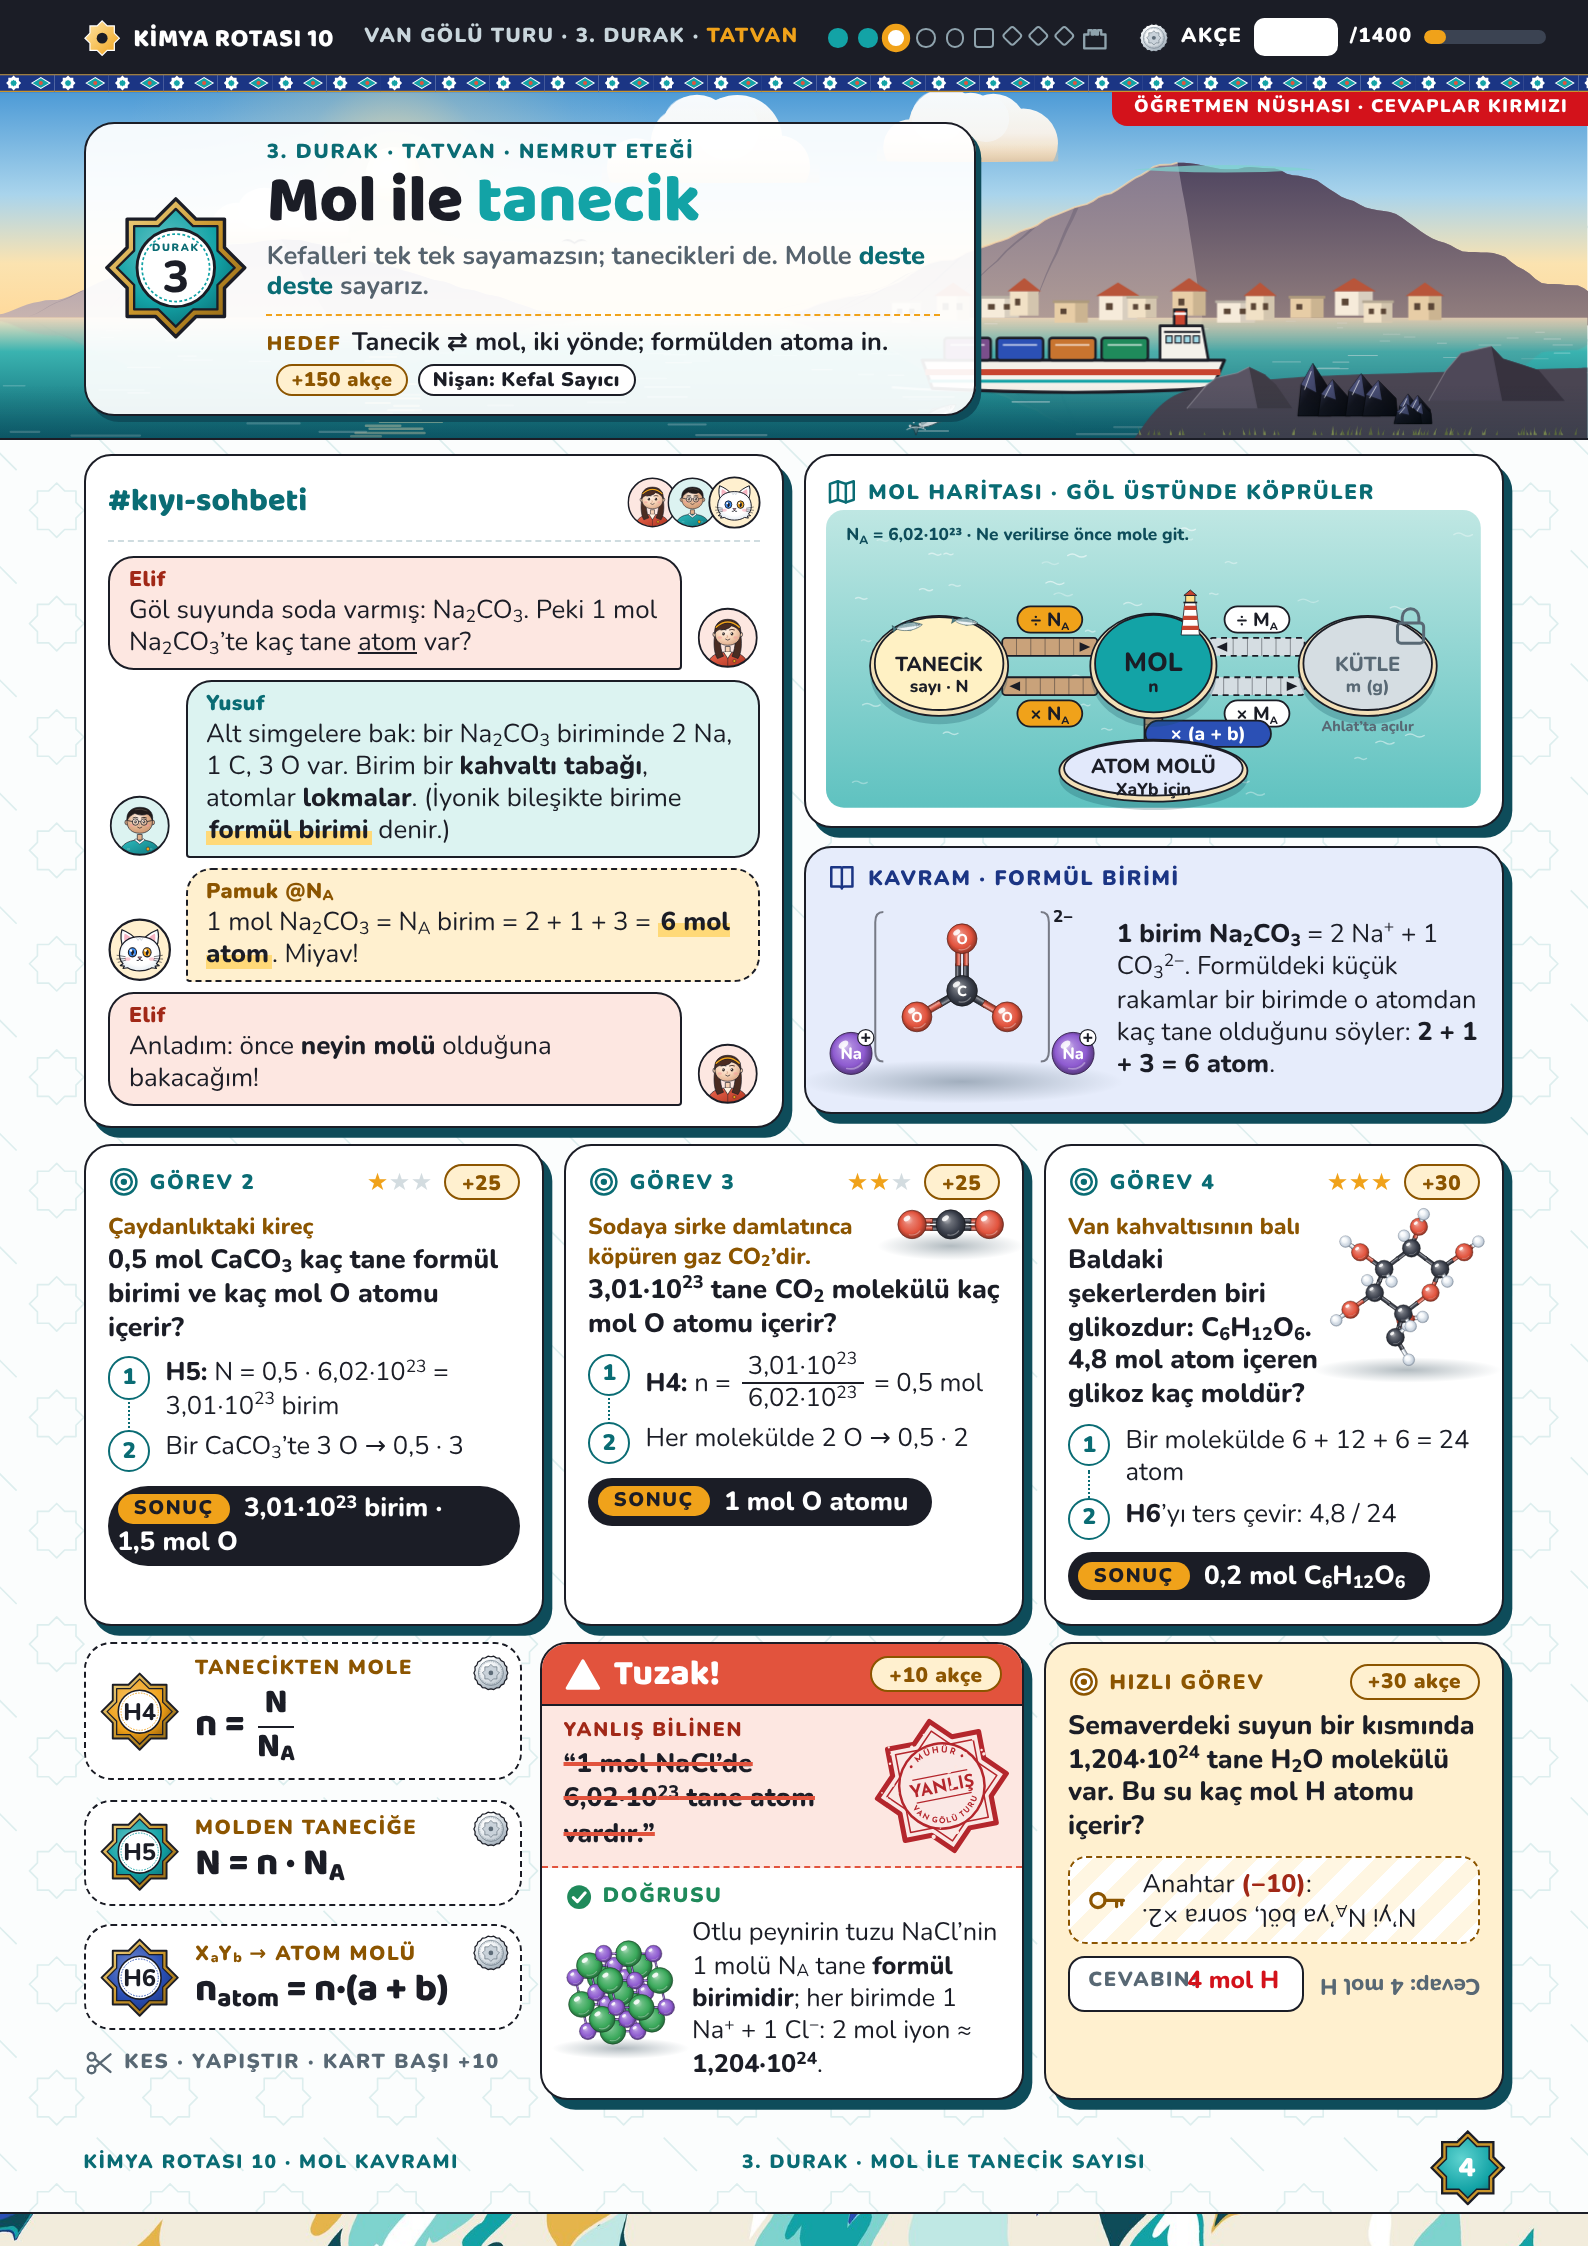 KİMYA ROTASI 10
VAN GÖLÜ TURU · 3. DURAK · TATVAN
AKÇE /1400
ÖĞRETMEN NÜSHASI · CEVAPLAR KIRMIZI
DURAK
3
3. DURAK · TATVAN · NEMRUT ETEĞİ
Mol ile tanecik
Kefalleri tek tek sayamazsın; tanecikleri de. Molle deste
deste sayarız.
HEDEF Tanecik ⇄ mol, iki yönde; formülden atoma in.
+150 akçe Nişan: Kefal Sayıcı
#kıyı-sohbeti
Elif
Göl suyunda soda varmış: Na₂CO₃. Peki 1 mol
Na₂CO₃’te kaç tane atom var?
Yusuf
Alt simgelere bak: bir Na₂CO₃ biriminde 2 Na,
1 C, 3 O var. Birim bir kahvaltı tabağı,
atomlar lokmalar. (İyonik bileşikte birime
formül birimi denir.)
Pamuk @N_A
1 mol Na₂CO₃ = N_A birim = 2 + 1 + 3 = 6 mol
atom. Miyav!
Elif
Anladım: önce neyin molü olduğuna
bakacağım!
MOL HARİTASI · GÖL ÜSTÜNDE KÖPRÜLER
N_A = 6,02·10²³ · Ne verilirse önce mole git.
÷ N_A
÷ M_A
TANECİK
sayı · N
MOL
n
KÜTLE
m (g)
× N_A
× M_A
Ahlat’ta açılır
× (a + b)
ATOM MOLÜ
XaYb için
KAVRAM · FORMÜL BİRİMİ
2−
O
C
O
O
Na
+
Na
+
1 birim Na₂CO₃ = 2 Na⁺ + 1
CO₃²⁻. Formüldeki küçük
rakamlar bir birimde o atomdan
kaç tane olduğunu söyler: 2 + 1
+ 3 = 6 atom.
GÖREV 2 +25
Çaydanlıktaki kireç
0,5 mol CaCO₃ kaç tane formül
birimi ve kaç mol O atomu
içerir?
1 H5: N = 0,5 · 6,02·10²³ =
3,01·10²³ birim
2 Bir CaCO₃’te 3 O → 0,5 · 3
SONUÇ 3,01·10²³ birim ·
1,5 mol O
GÖREV 3 +25
Sodaya sirke damlatınca
köpüren gaz CO₂’dir.
3,01·10²³ tane CO₂ molekülü kaç
mol O atomu içerir?
1 H4: n = 3,01·10²³ / 6,02·10²³ = 0,5 mol
2 Her molekülde 2 O → 0,5 · 2
SONUÇ 1 mol O atomu
GÖREV 4 +30
Van kahvaltısının balı
Baldaki
şekerlerden biri
glikozdur: C₆H₁₂O₆.
4,8 mol atom içeren
glikoz kaç moldür?
1 Bir molekülde 6 + 12 + 6 = 24
atom
2 H6’yı ters çevir: 4,8 / 24
SONUÇ 0,2 mol C₆H₁₂O₆
H4
TANECİKTEN MOLE
n = N / N_A
H5
MOLDEN TANECİĞE
N = n · N_A
H6
XₐY_b → ATOM MOLÜ
n_atom = n·(a + b)
KES · YAPIŞTIR · KART BAŞI +10
Tuzak! +10 akçe
YANLIŞ BİLİNEN
“1 mol NaCl’de
6,02·10²³ tane atom
vardır.”
MÜHÜR
YANLIŞ
VAN GÖLÜ TURU
DOĞRUSU
Otlu peynirin tuzu NaCl’nin
1 molü N_A tane formül
birimidir; her birimde 1
Na⁺ + 1 Cl⁻: 2 mol iyon ≈
1,204·10²⁴.
HIZLI GÖREV +30 akçe
Semaverdeki suyun bir kısmında
1,204·10²⁴ tane H₂O molekülü
var. Bu su kaç mol H atomu
içerir?
Anahtar (−10):
N’yi N_A’ya böl, sonra ×2.
CEVABIN 4 mol H
Cevap: 4 mol H
KİMYA ROTASI 10 · MOL KAVRAMI
3. DURAK · MOL İLE TANECİK SAYISI
4